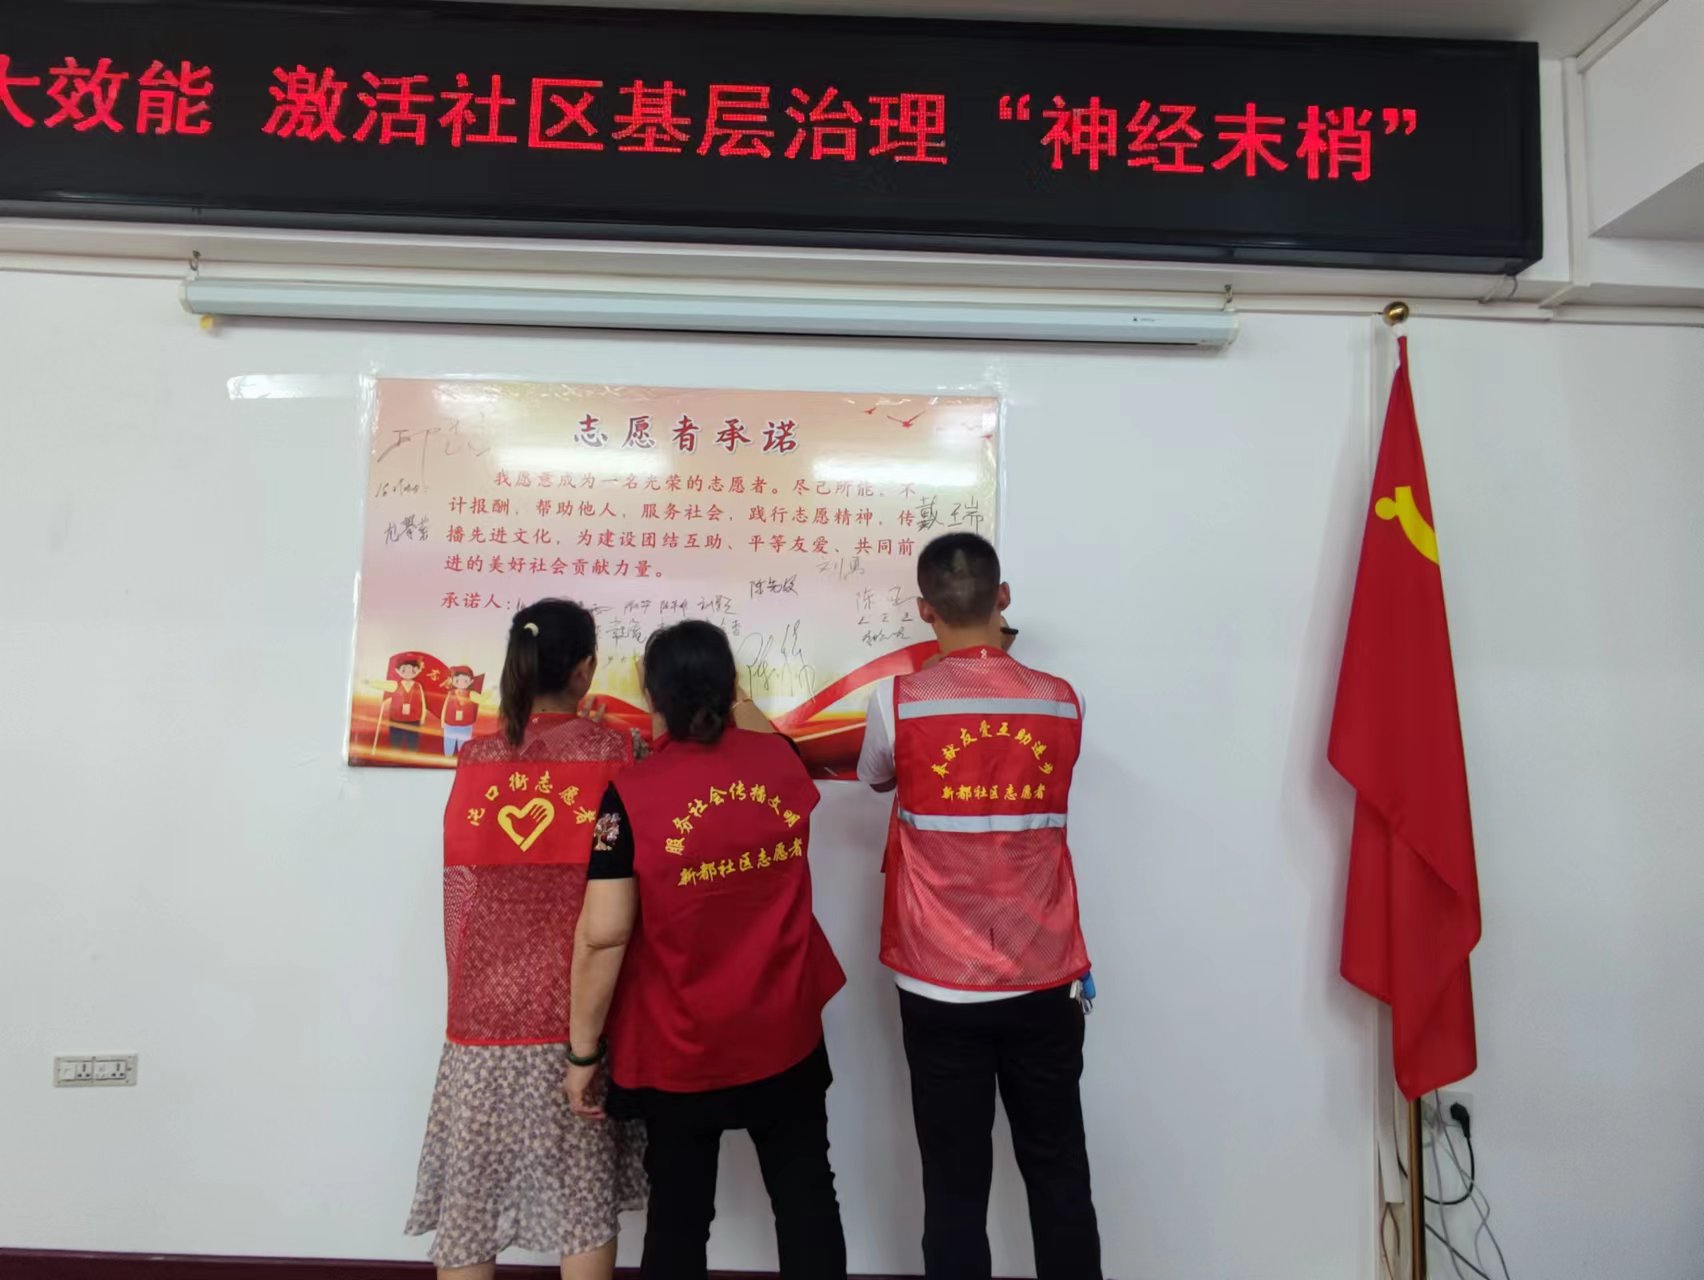 大效能 激活社区基层治理 “神经末梢”
志愿者承诺
我愿意成为一名光荣的志愿者。尽己所能，不
计报酬，帮助他人，服务社会，践行志愿精神，传
播先进文化，为建设团结互助、平等友爱、共同前
进的美好社会贡献力量。
承诺人：
戴瑞
刘勇
屯口街志愿者
服务社会传播文明
新都社区志愿者
奉献友爱互助进步
新都社区志愿者